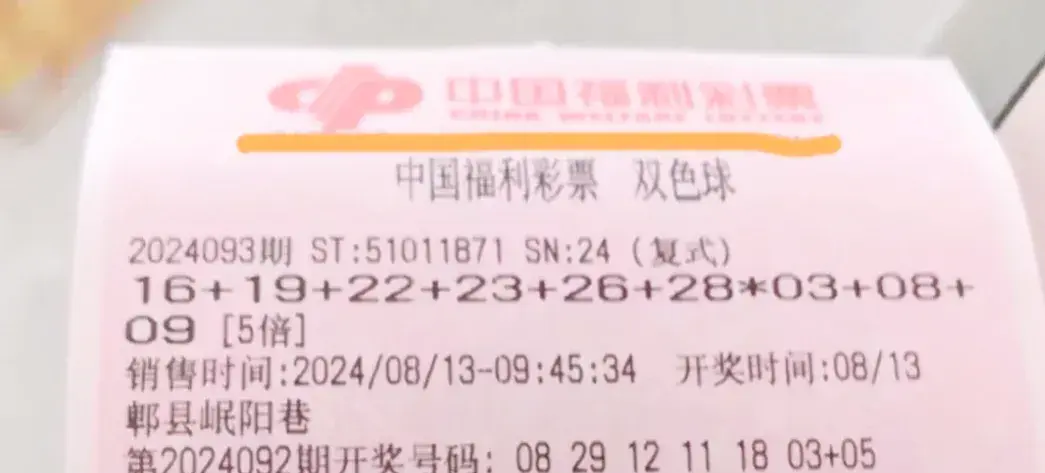 中国福利彩票
CHINA WELFARE LOTTERY
中国福利彩票 双色球
2024093期 ST:51011871 SN:24 (复式)
16+19+22+23+26+28*03+08+
09 [5倍]
销售时间:2024/08/13-09:45:34 开奖时间:08/13
郫县岷阳巷
第2024092期开奖号码: 08 29 12 11 18 03+05